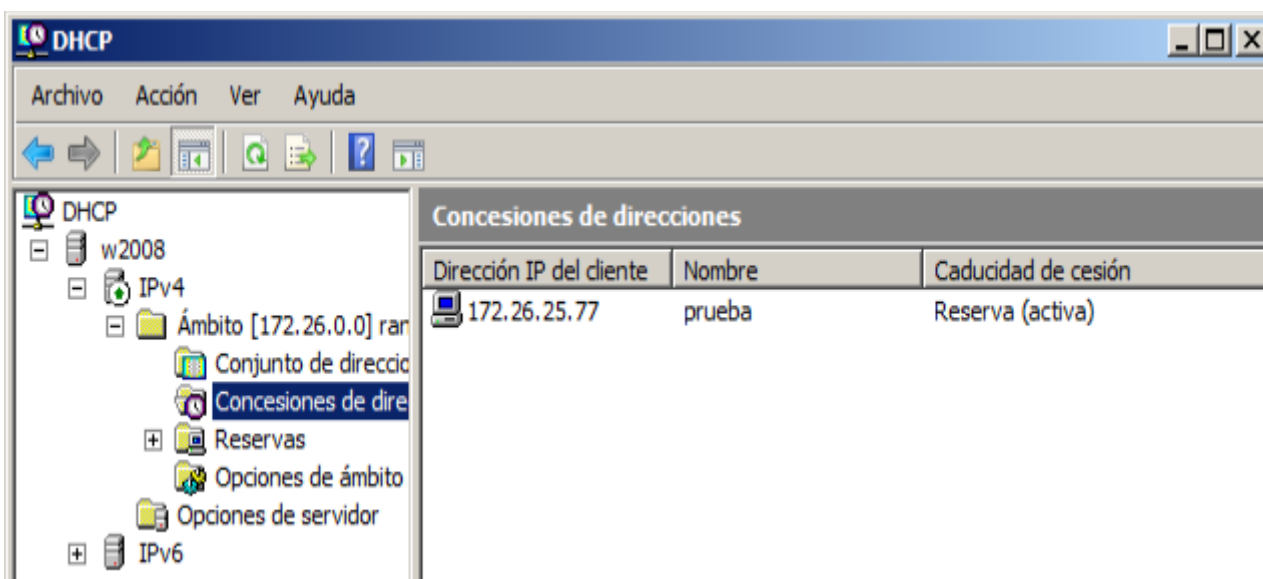 DHCP
Archivo Acción Ver Ayuda
DHCP
w2008
IPv4
Ámbito [172.26.0.0] ran
Conjunto de direccio
Concesiones de dire
Reservas
Opciones de ámbito
Opciones de servidor
IPv6
Concesiones de direcciones
Dirección IP del cliente Nombre Caducidad de cesión
172.26.25.77 prueba Reserva (activa)